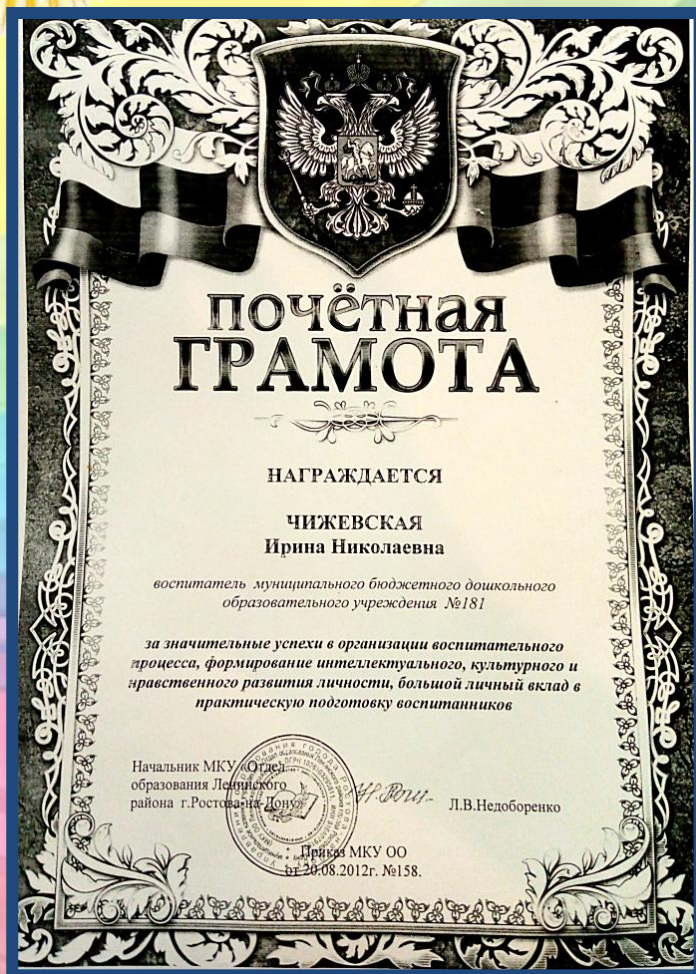 почётная
ГРАМОТА
НАГРАЖДАЕТСЯ
ЧИЖЕВСКАЯ
Ирина Николаевна
воспитатель муниципального бюджетного дошкольного
образовательного учреждения №181
за значительные успехи в организации воспитательного
процесса, формирование интеллектуального, культурного и
нравственного развития личности, большой личный вклад в
практическую подготовку воспитанников
Начальник МКУ «Отдел
образования Ленинского
района г.Ростова-на-Дону»
Л.В.Недоборенко
Приказ МКУ ОО
от 20.08.2012г. №158.